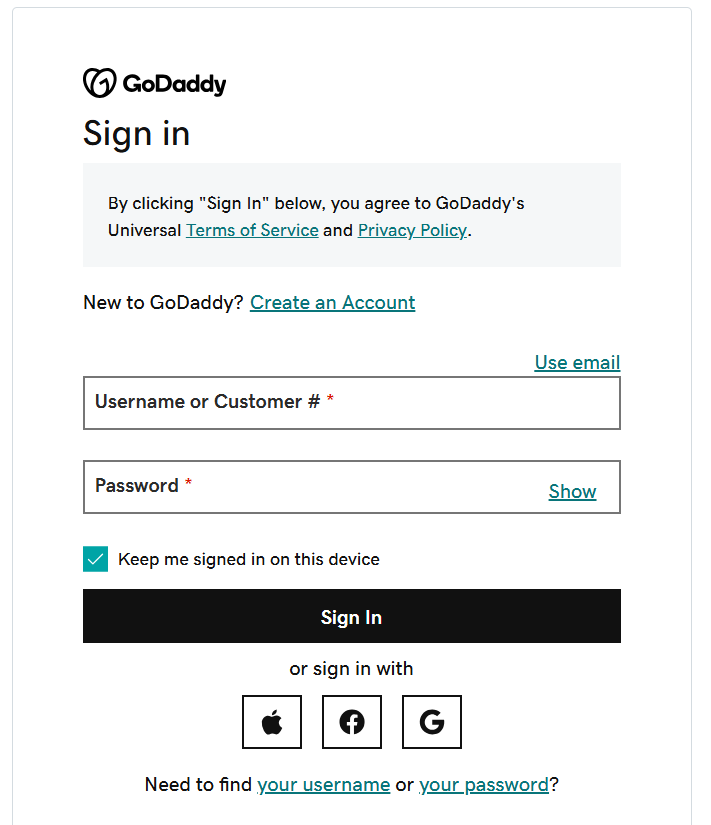 GoDaddy
Sign in
By clicking "Sign In" below, you agree to GoDaddy's
Universal Terms of Service and Privacy Policy.
New to GoDaddy? Create an Account
Use email
Username or Customer # *
Password *
Show
Keep me signed in on this device
Sign In
or sign in with
Need to find your username or your password?